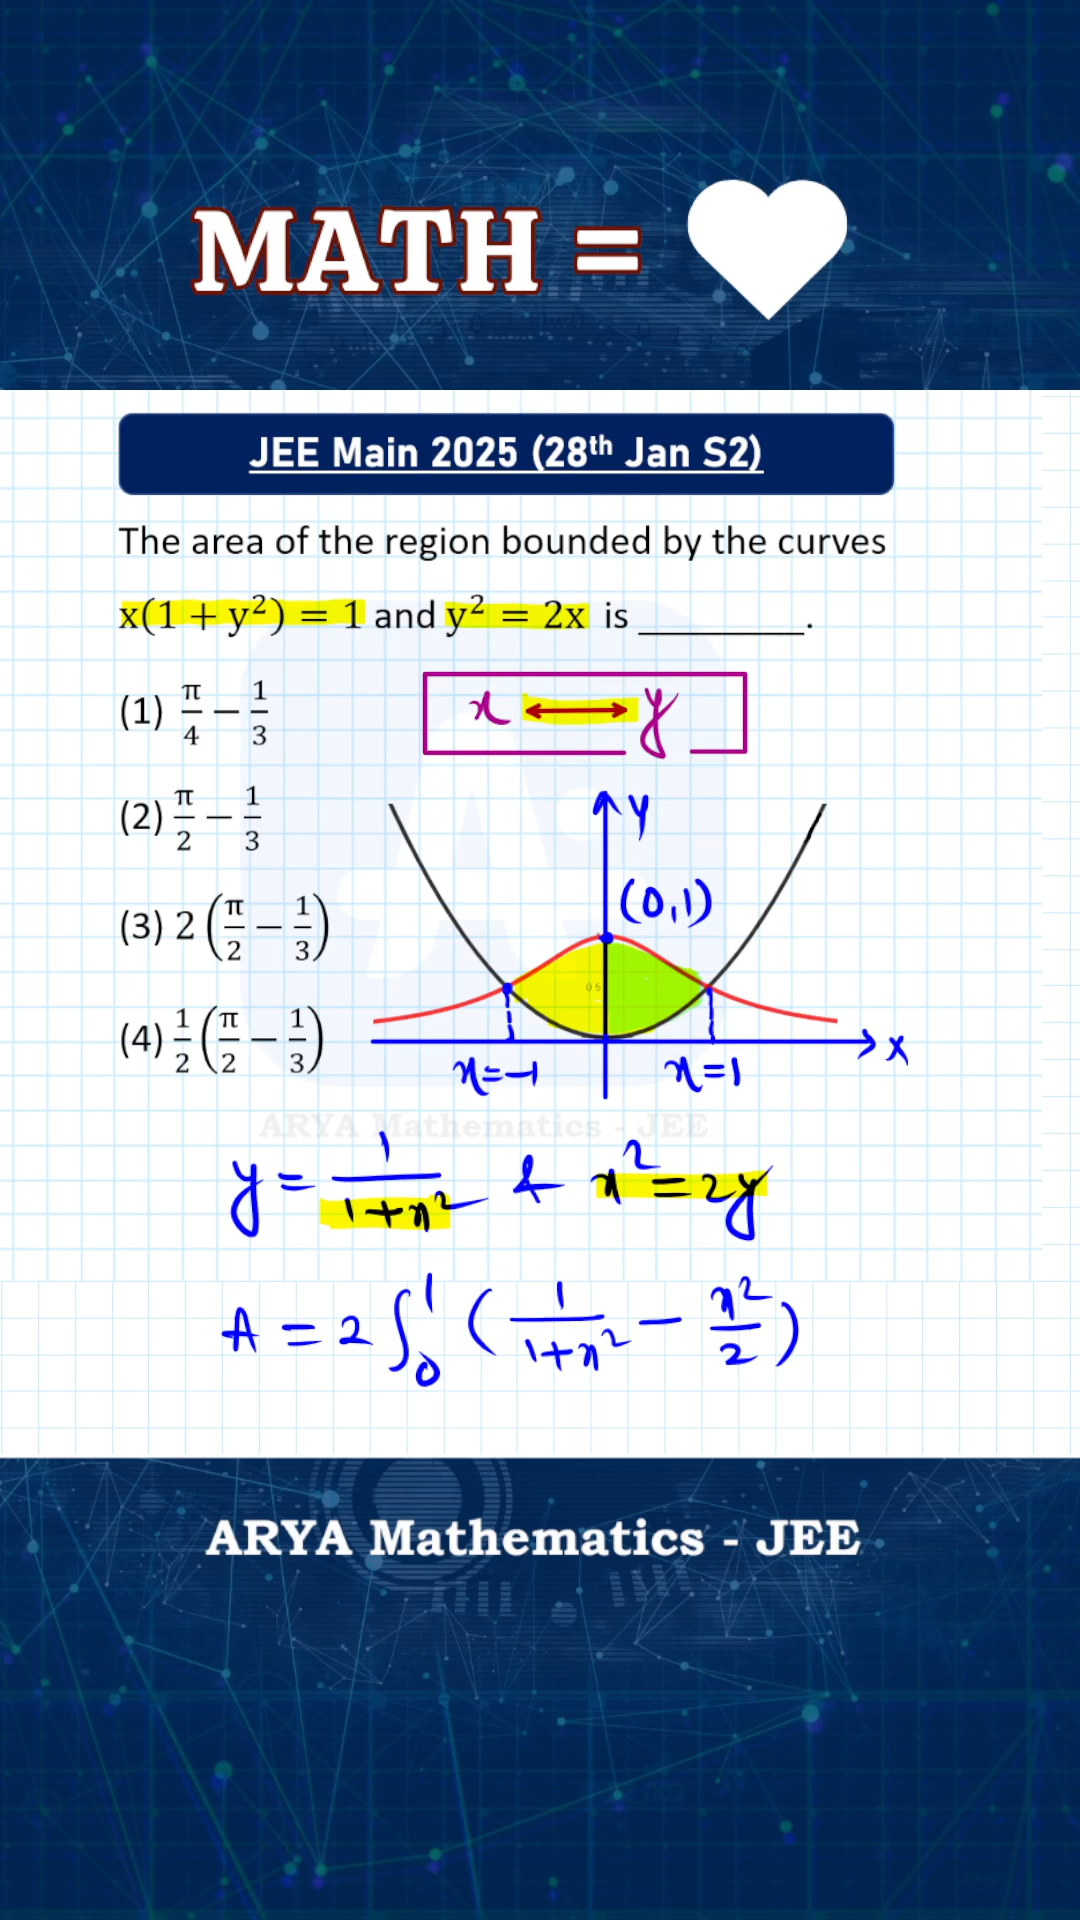 MATH =
JEE Main 2025 (28th Jan S2)
The area of the region bounded by the curves
x(1 + y²) = 1 and y² = 2x is ________.
(1) π/4 − 1/3
x ⟷ y
(2) π/2 − 1/3
Y
(0,1)
(3) 2 (π/2 − 1/3)
0.5
(4) 1/2 (π/2 − 1/3)
X
x=-1
x=1
ARYA Mathematics - JEE
y = 1/(1+x²) & x² = 2y
A = 2 ∫₀¹ ( 1/(1+x²) − x²/2 )
ARYA Mathematics - JEE